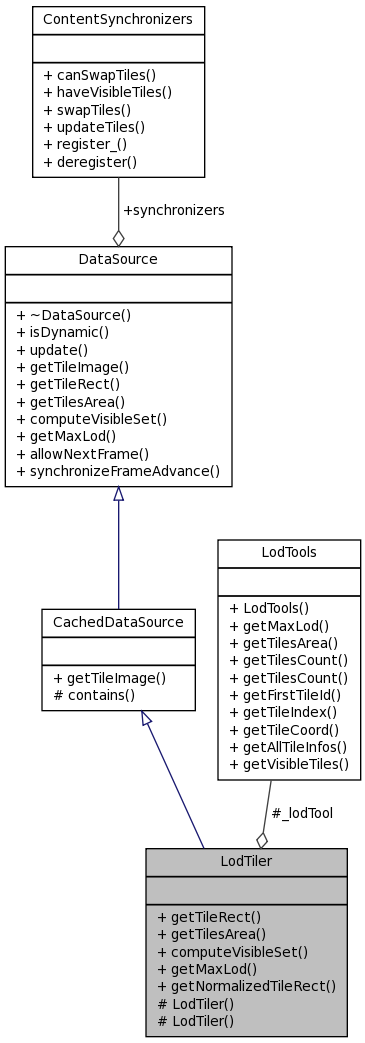 ContentSynchronizers
+ canSwapTiles()
+ haveVisibleTiles()
+ swapTiles()
+ updateTiles()
+ register_()
+ deregister()
+synchronizers
DataSource
+ ~DataSource()
+ isDynamic()
+ update()
+ getTileImage()
+ getTileRect()
+ getTilesArea()
+ computeVisibleSet()
+ getMaxLod()
+ allowNextFrame()
+ synchronizeFrameAdvance()
CachedDataSource
+ getTileImage()
# contains()
LodTools
+ LodTools()
+ getMaxLod()
+ getTilesArea()
+ getTilesCount()
+ getTilesCount()
+ getFirstTileId()
+ getTileIndex()
+ getTileCoord()
+ getAllTileInfos()
+ getVisibleTiles()
#_lodTool
LodTiler
+ getTileRect()
+ getTilesArea()
+ computeVisibleSet()
+ getMaxLod()
+ getNormalizedTileRect()
# LodTiler()
# LodTiler()